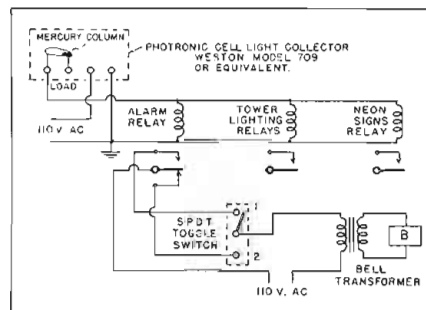 MERCURY COLUMN
PHOTRONIC CELL LIGHT COLLECTOR
WESTON MODEL 709
OR EQUIVALENT.
LOAD
110 V. AC
ALARM
RELAY
TOWER
LIGHTING
RELAYS
NEON
SIGNS
RELAY
S.P.D.T.
TOGGLE
SWITCH
1
2
B
BELL
TRANSFORMER
110 V. AC